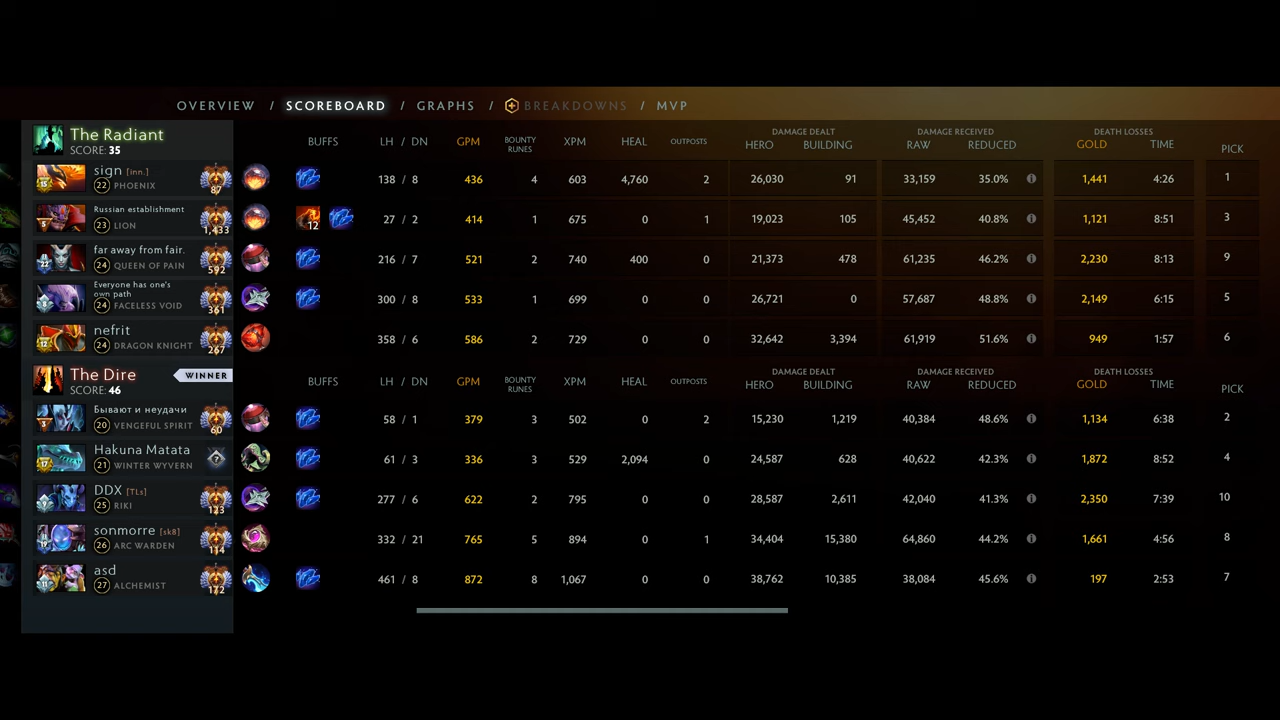 OVERVIEW / SCOREBOARD / GRAPHS / BREAKDOWNS / MVP
The Radiant
SCORE: 35
BUFFS LH / DN GPM BOUNTY RUNES XPM HEAL OUTPOSTS DAMAGE DEALT HERO BUILDING DAMAGE RECEIVED RAW REDUCED DEATH LOSSES GOLD TIME PICK
sign [inn.] 15 22 PHOENIX 87 138 / 8 436 4 603 4,760 2 26,030 91 33,159 35.0% 1,441 4:26 1
Russian establishment 5 23 LION 1,433 12 27 / 2 414 1 675 0 1 19,023 105 45,452 40.8% 1,121 8:51 3
far away from fair. 22 24 QUEEN OF PAIN 592 216 / 7 521 2 740 400 0 21,373 478 61,235 46.2% 2,230 8:13 9
Everyone has one's
own path 24 FACELESS VOID 361 300 / 8 533 1 699 0 0 26,721 0 57,687 48.8% 2,149 6:15 5
nefrit 12 24 DRAGON KNIGHT 267 358 / 6 586 2 729 0 0 32,642 3,394 61,919 51.6% 949 1:57 6
The Dire WINNER
SCORE: 46
BUFFS LH / DN GPM BOUNTY RUNES XPM HEAL OUTPOSTS DAMAGE DEALT HERO BUILDING DAMAGE RECEIVED RAW REDUCED DEATH LOSSES GOLD TIME PICK
Бывают и неудачи 3 20 VENGEFUL SPIRIT 60 58 / 1 379 3 502 0 2 15,230 1,219 40,384 48.6% 1,134 6:38 2
Hakuna Matata 17 21 WINTER WYVERN ? 61 / 3 336 3 529 2,094 0 24,587 628 40,622 42.3% 1,872 8:52 4
DDX [TLs] 25 RIKI 123 277 / 6 622 2 795 0 0 28,587 2,611 42,040 41.3% 2,350 7:39 10
sonmorre [sk8] 19 26 ARC WARDEN 114 332 / 21 765 5 894 0 1 34,404 15,380 64,860 44.2% 1,661 4:56 8
asd 11 27 ALCHEMIST 172 461 / 8 872 8 1,067 0 0 38,762 10,385 38,084 45.6% 197 2:53 7